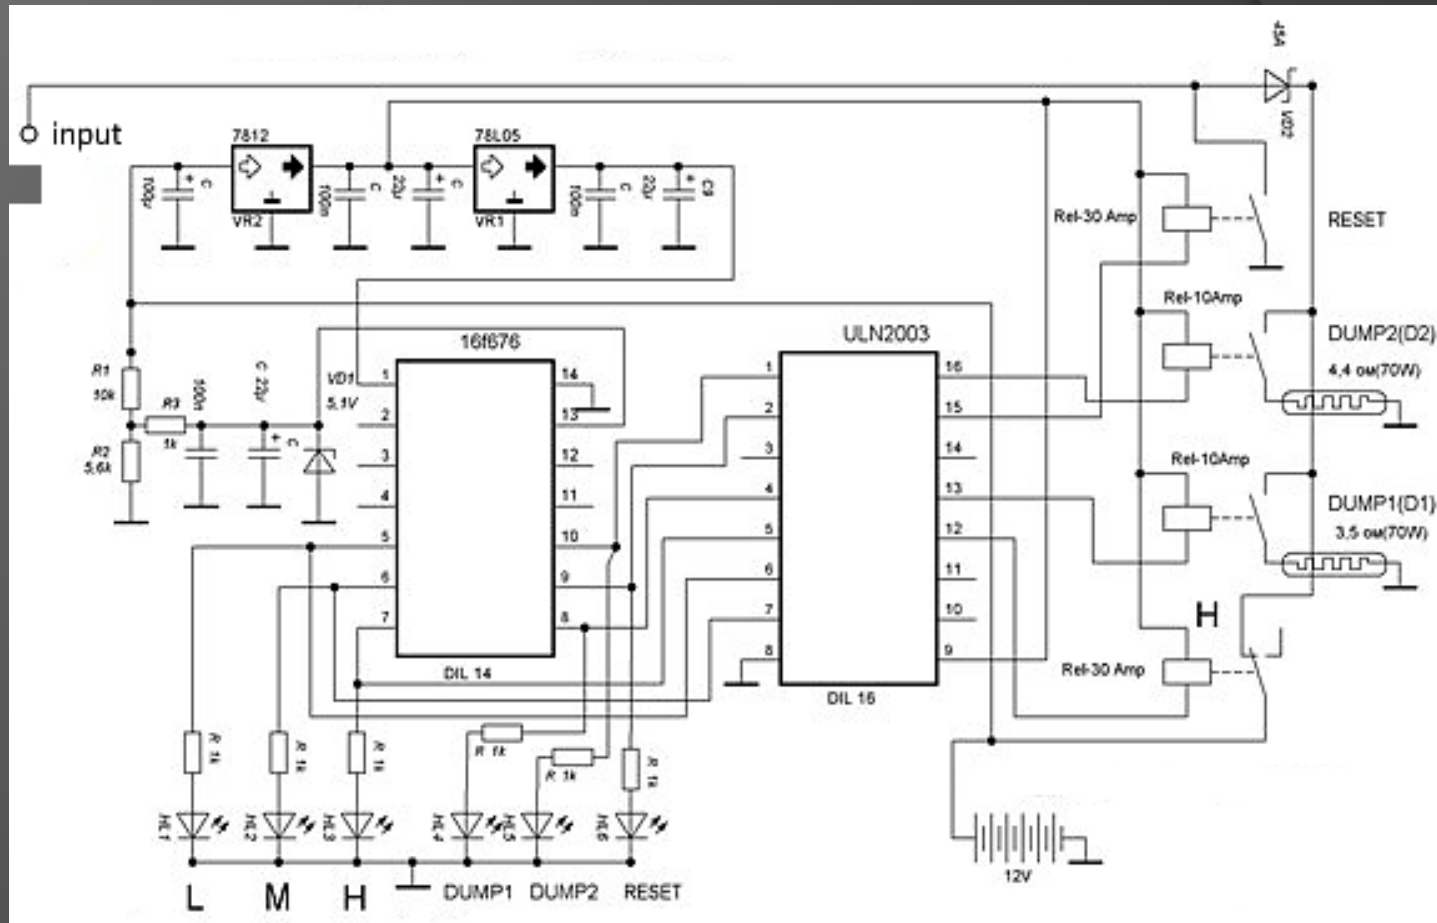 45A
input
VD2
7812
78L05
C
100µ
C
100n
22µ
C
C
100n
22µ
C9
VR2
VR1
Rel-30 Amp
RESET
Rel-10Amp
DUMP2(D2)
4,4 ом(70W)
16f676
ULN2003
R1
10k
R3
1k
R2
5,6k
100n
C 22µ
C
VD1
5,1V
1
2
3
4
5
6
7
14
13
12
11
10
9
8
DIL 14
1
2
3
4
5
6
7
8
16
15
14
13
12
11
10
9
DIL 16
Rel-10Amp
DUMP1(D1)
3,5 ом(70W)
H
Rel-30 Amp
R 1k
R 1k
R 1k
R 1k
R 1k
R 1k
HL1
HL2
HL3
HL4
HL5
HL6
12V
L
M
H
DUMP1
DUMP2
RESET